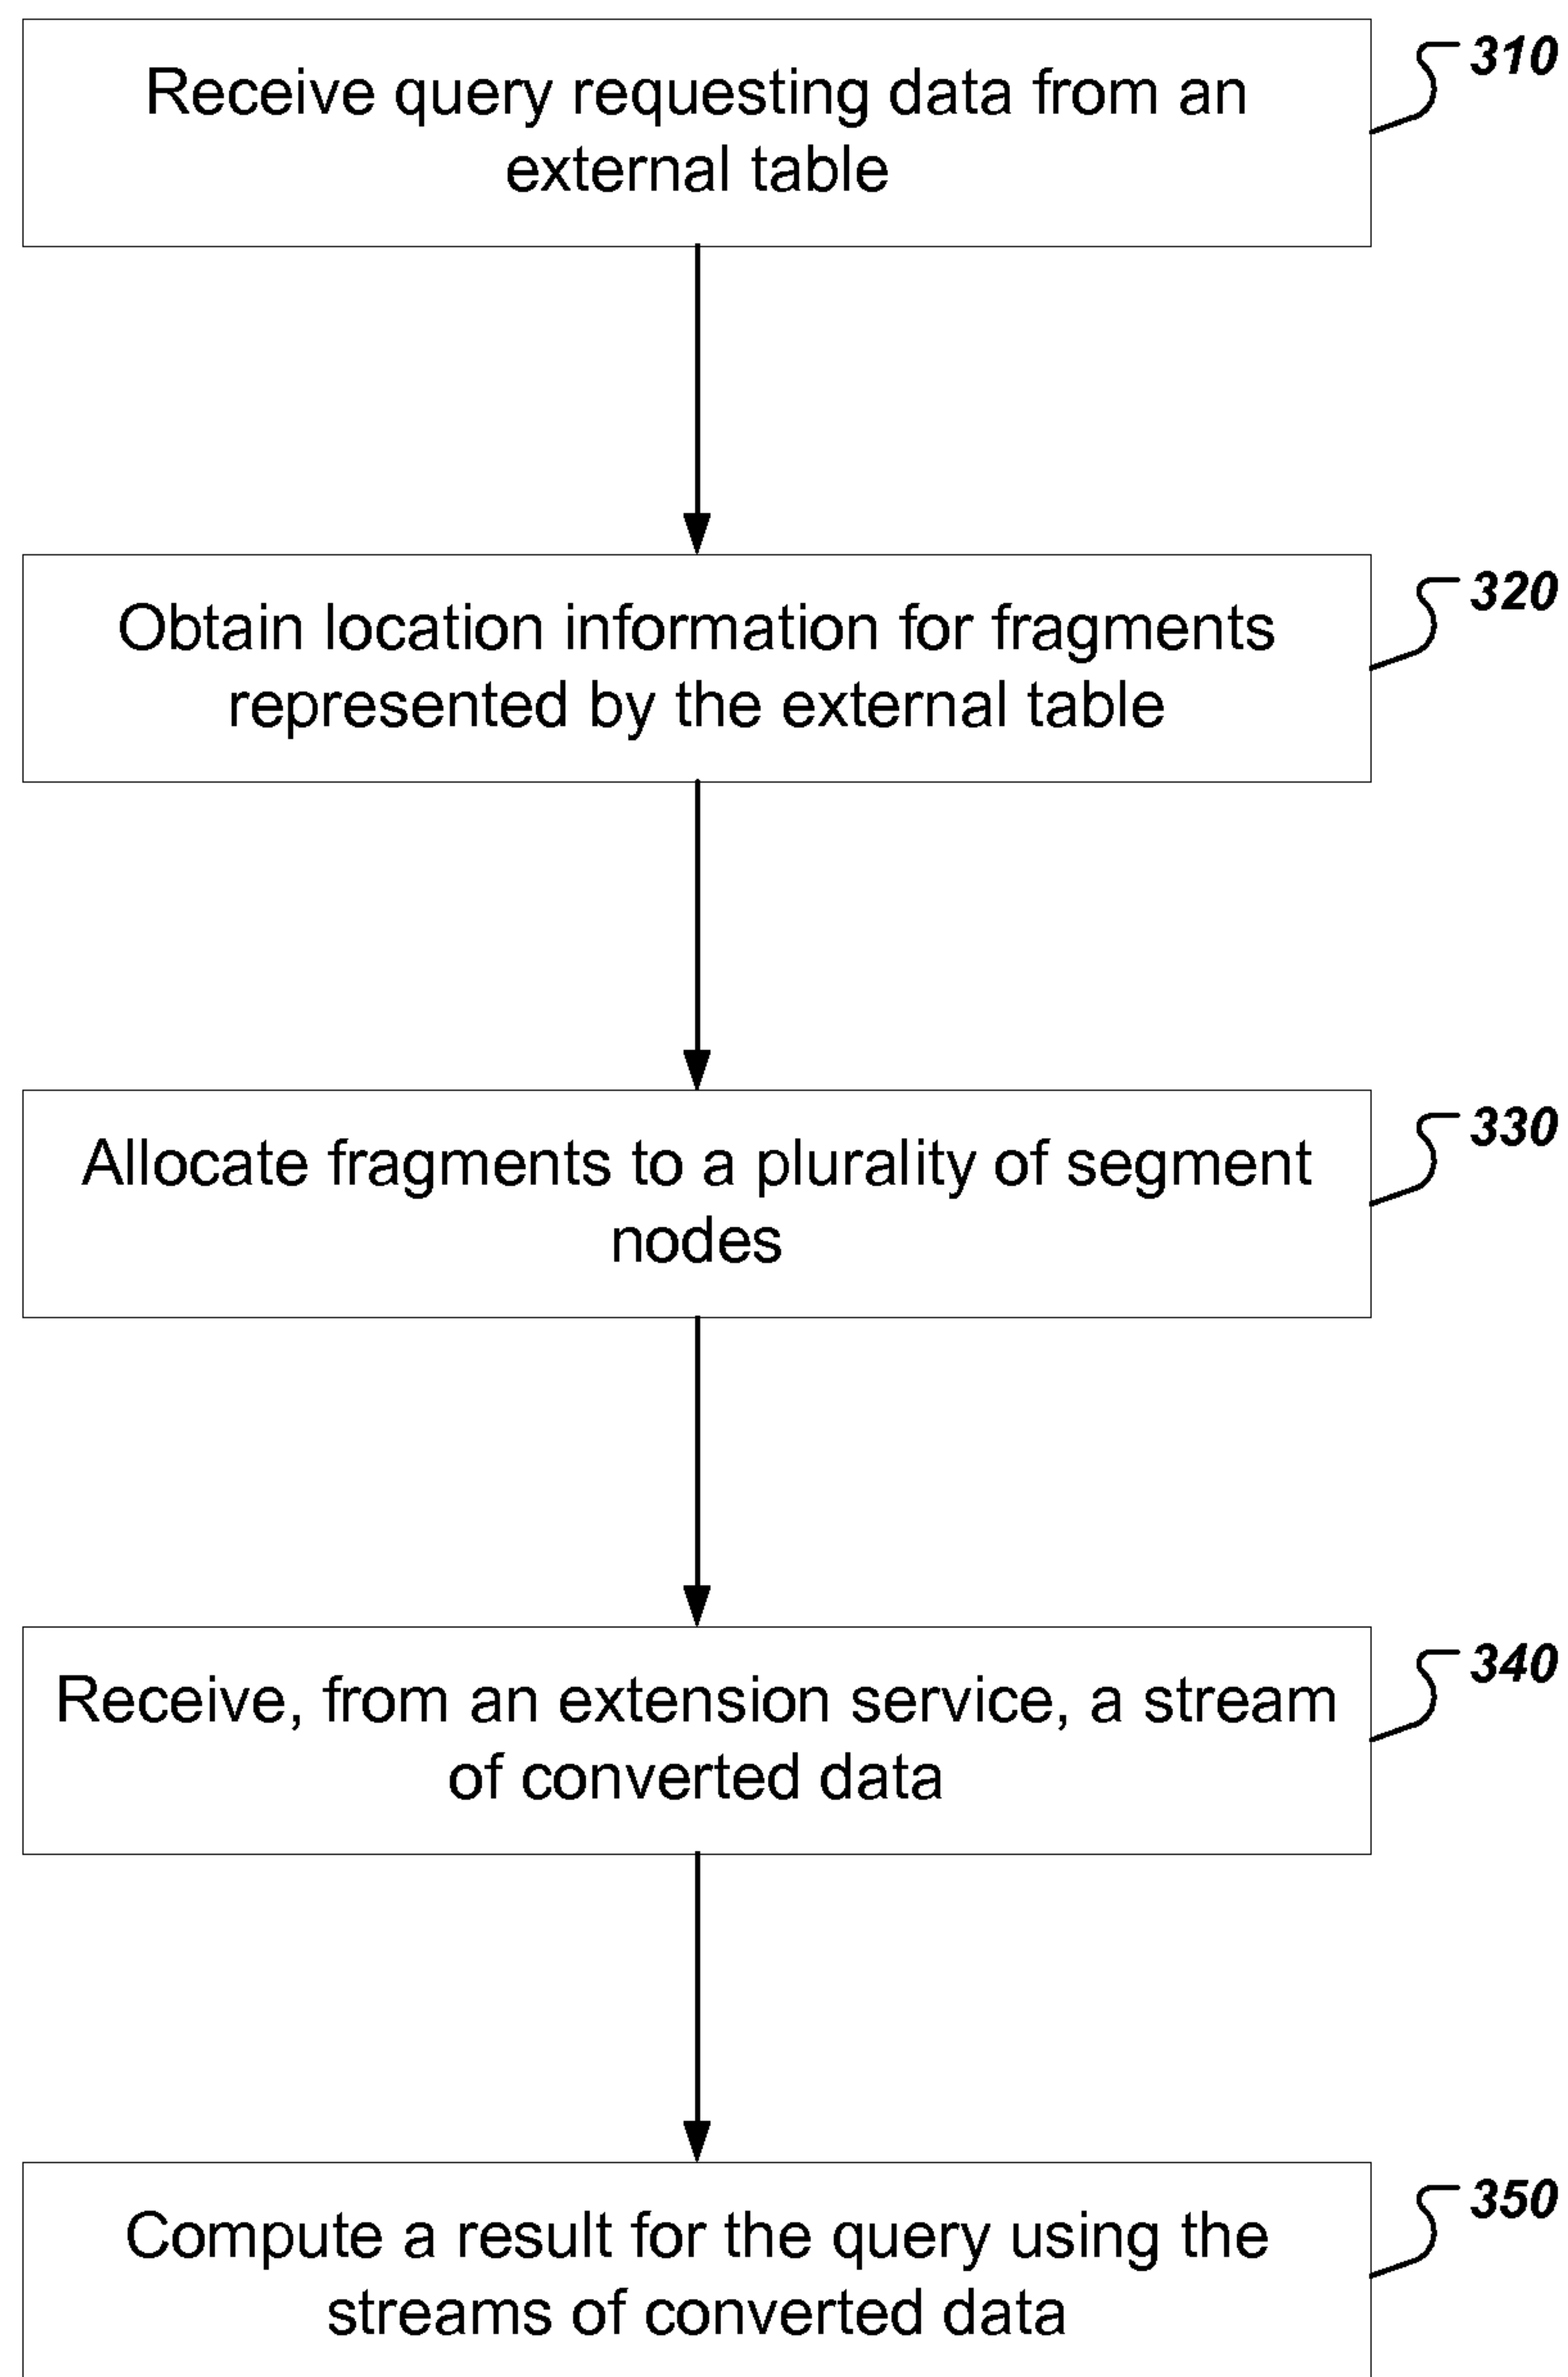 Receive query requesting data from an
external table
310
Obtain location information for fragments
represented by the external table
320
Allocate fragments to a plurality of segment
nodes
330
Receive, from an extension service, a stream
of converted data
340
Compute a result for the query using the
streams of converted data
350